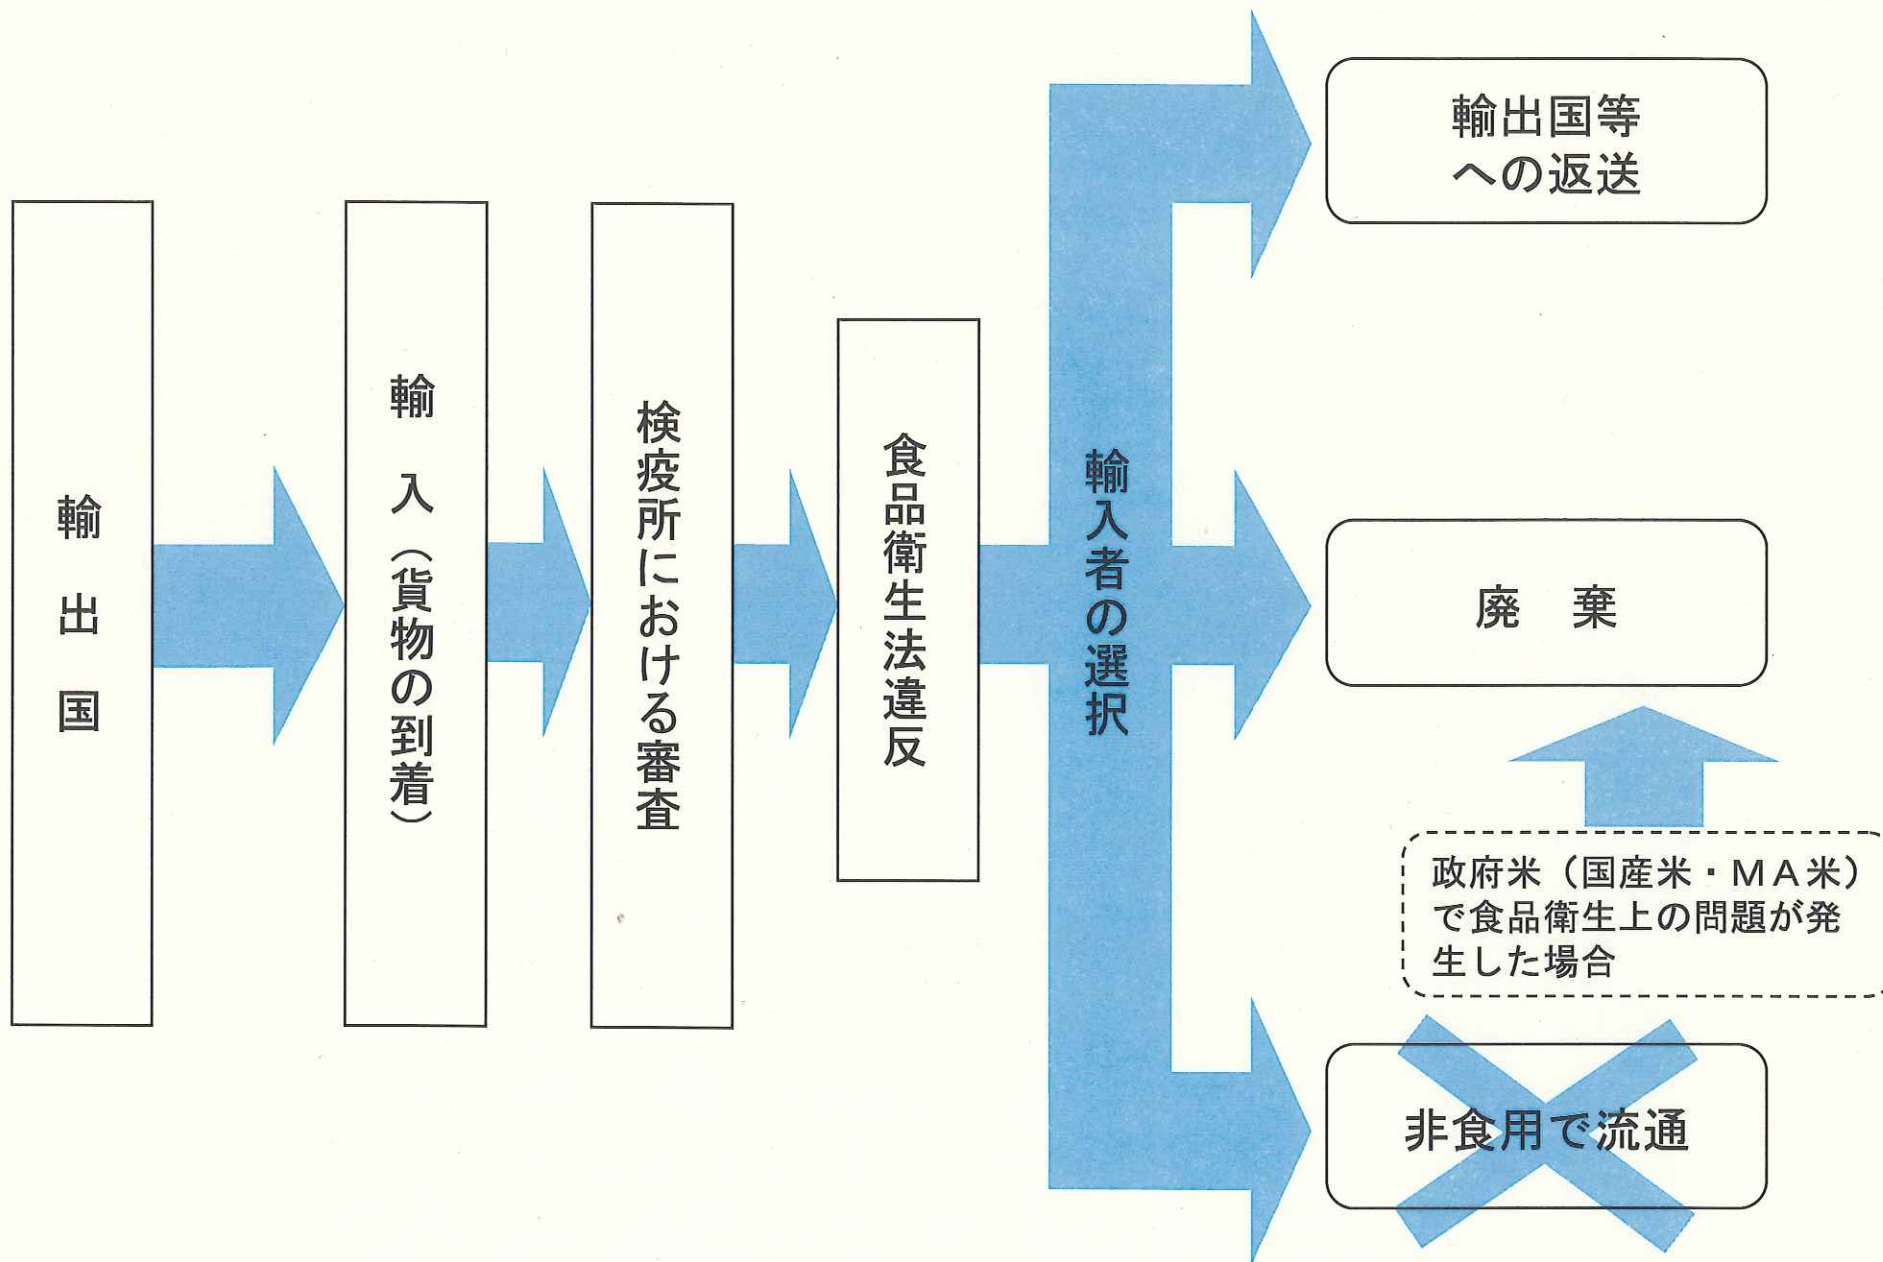 輸出国
輸入（貨物の到着）
検疫所における審査
食品衛生法違反
輸入者の選択
輸出国等
への返送
廃　棄
政府米（国産米・ＭＡ米）
で食品衛生上の問題が発
生した場合
非食用で流通